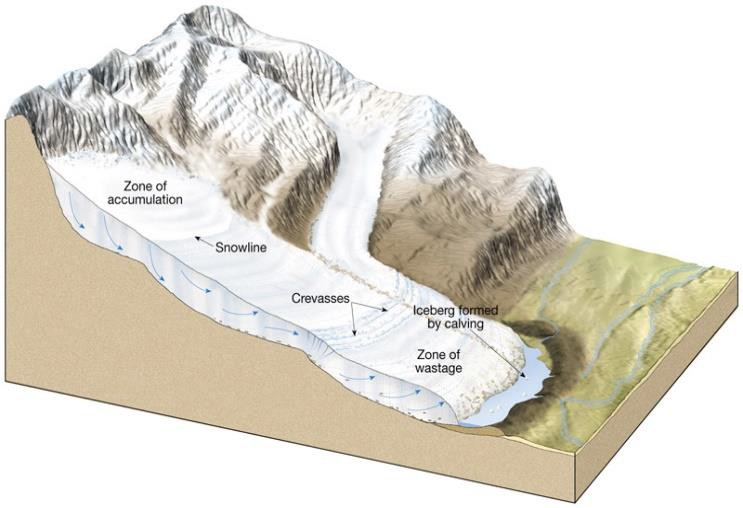 Zone of
accumulation
Snowline
Crevasses
Iceberg formed
by calving
Zone of
wastage